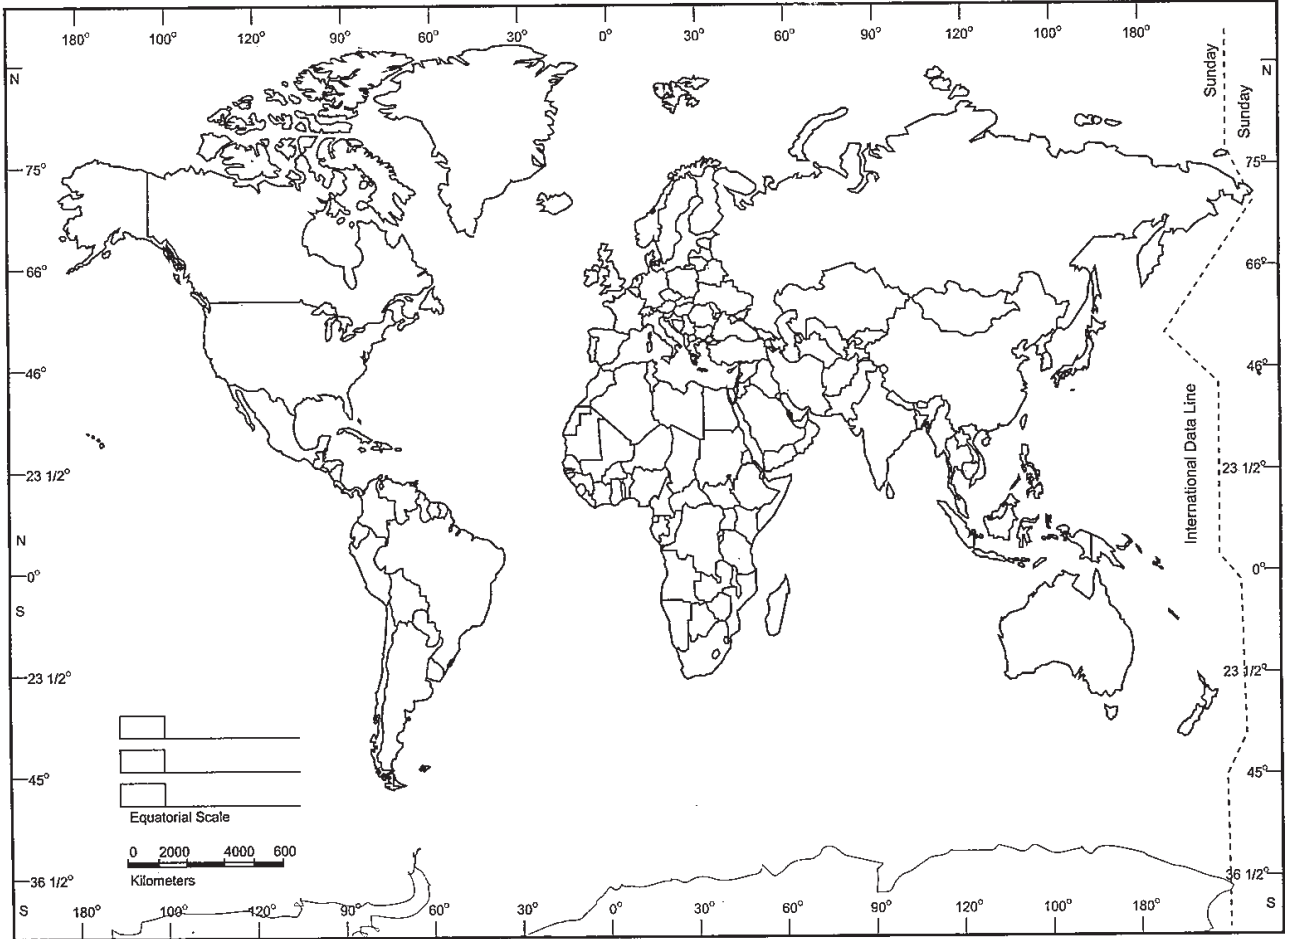 180° 100° 120° 90° 60° 30° 0° 30° 60° 90° 120° 100° 180°
N N
Sunday
Sunday
75° 75°
66° 66°
46° 46°
International Data Line
23 1/2° 23 1/2°
N
0° 0°
S
23 1/2° 23 1/2°
45° 45°
Equatorial Scale
0 2000 4000 600
Kilometers
36 1/2° 36 1/2°
S S
180° 100° 120° 90° 60° 30° 0° 30° 60° 90° 120° 100° 180°